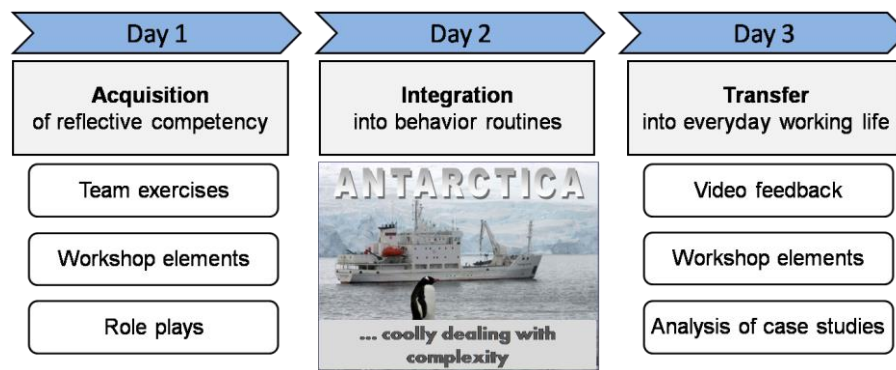 Day 1
Acquisition
of reflective competency
Team exercises
Workshop elements
Role plays
Day 2
Integration
into behavior routines
ANTARCTICA
... coolly dealing with
complexity
Day 3
Transfer
into everyday working life
Video feedback
Workshop elements
Analysis of case studies